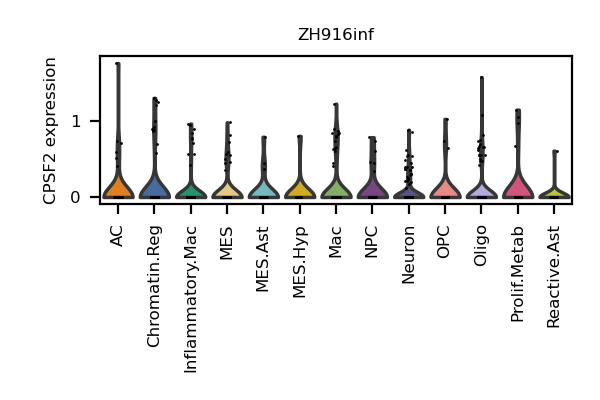 ZH916inf
CPSF2 expression
1
0
AC
Chromatin.Reg
Inflammatory.Mac
MES
MES.Ast
MES.Hyp
Mac
NPC
Neuron
OPC
Oligo
Prolif.Metab
Reactive.Ast